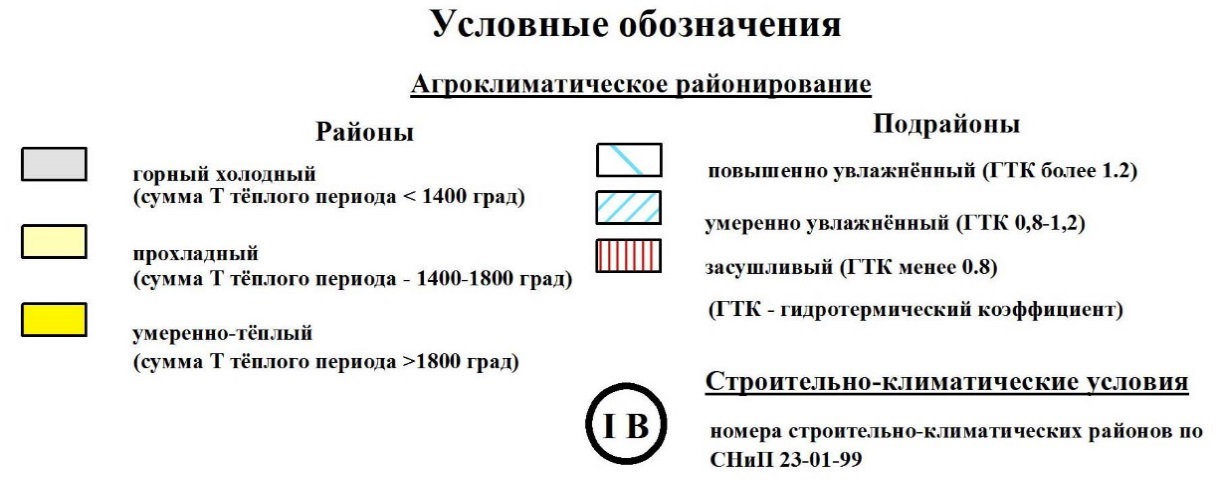 Условные обозначения
Агроклиматическое районирование
Районы
горный холодный
(сумма Т тёплого периода < 1400 град)
прохладный
(сумма Т тёплого периода - 1400-1800 град)
умеренно-тёплый
(сумма Т тёплого периода >1800 град)
Подрайоны
повышенно увлажнённый (ГТК более 1.2)
умеренно увлажнённый (ГТК 0,8-1,2)
засушливый (ГТК менее 0.8)
(ГТК - гидротермический коэффициент)
Строительно-климатические условия
I В
номера строительно-климатических районов по
СНиП 23-01-99